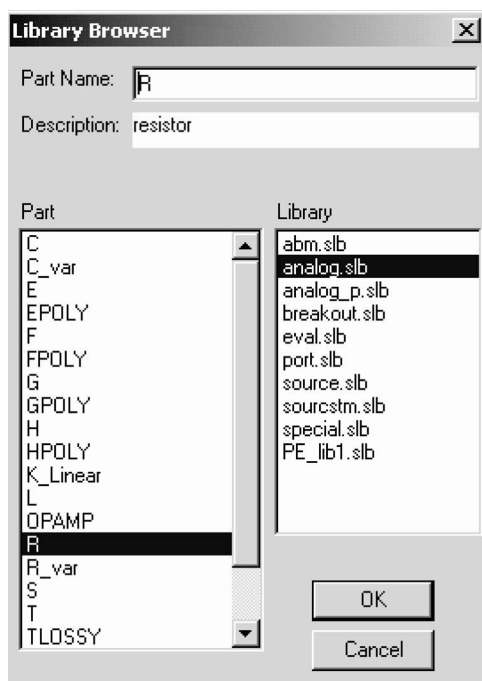 Library Browser
Part Name: R
Description: resistor
Part
C
C_var
E
EPOLY
F
FPOLY
G
GPOLY
H
HPOLY
K_Linear
L
OPAMP
R
R_var
S
T
TLOSSY
Library
abm.slb
analog.slb
analog_p.slb
breakout.slb
eval.slb
port.slb
source.slb
sourcstm.slb
special.slb
PE_lib1.slb
OK
Cancel